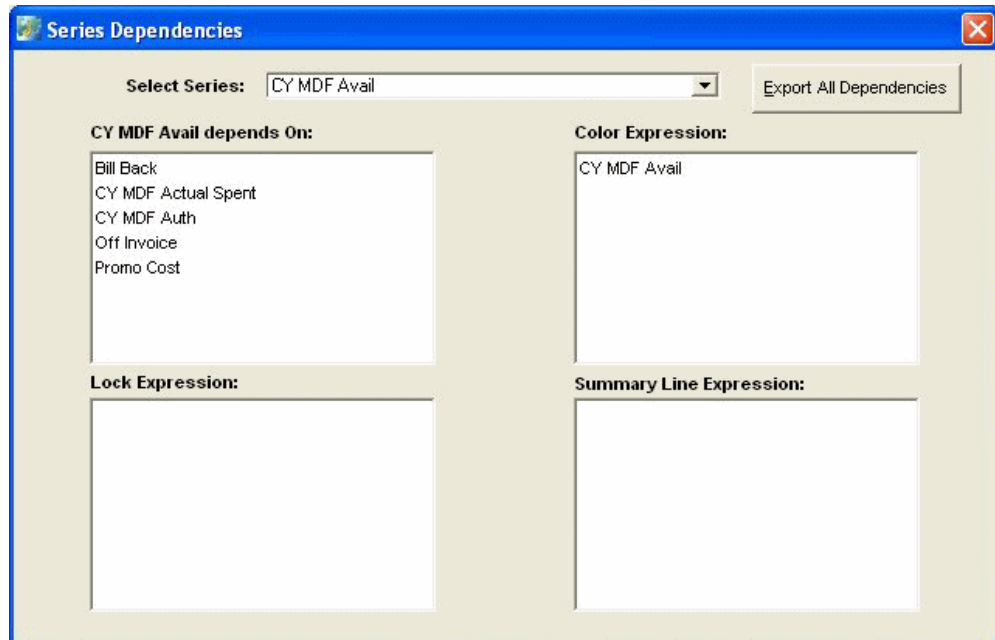 Series Dependencies
Select Series: CY MDF Avail Export All Dependencies
CY MDF Avail depends On: Color Expression:
Bill Back CY MDF Avail
CY MDF Actual Spent
CY MDF Auth
Off Invoice
Promo Cost
Lock Expression: Summary Line Expression: